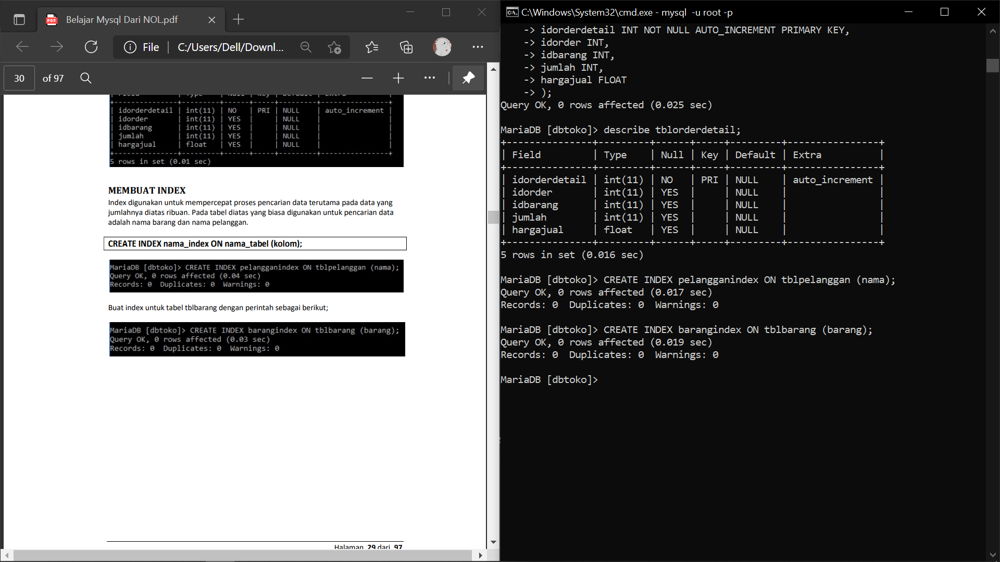 Belajar Mysql Dari NOL.pdf
File
C:/Users/Dell/Downl...
30
of 97
| idorderdetail | int(11) | NO | PRI | NULL | auto_increment |
| idorder | int(11) | YES | | NULL | |
| idbarang | int(11) | YES | | NULL | |
| jumlah | int(11) | YES | | NULL | |
| hargajual | float | YES | | NULL | |
5 rows in set (0.01 sec)
MEMBUAT INDEX
Index digunakan untuk mempercepat proses pencarian data terutama pada data yang
jumlahnya diatas ribuan. Pada tabel diatas yang biasa digunakan untuk pencarian data
adalah nama barang dan nama pelanggan.
CREATE INDEX nama_index ON nama_tabel (kolom);
MariaDB [dbtoko]> CREATE INDEX pelangganindex ON tblpelanggan (nama);
Query OK, 0 rows affected (0.04 sec)
Records: 0  Duplicates: 0  Warnings: 0
Buat index untuk tabel tblbarang dengan perintah sebagai berikut;
MariaDB [dbtoko]> CREATE INDEX barangindex ON tblbarang (barang);
Query OK, 0 rows affected (0.03 sec)
Records: 0  Duplicates: 0  Warnings: 0
Halaman 29 dari 97
C:\Windows\System32\cmd.exe - mysql  -u root -p
-> idorderdetail INT NOT NULL AUTO_INCREMENT PRIMARY KEY,
-> idorder INT,
-> idbarang INT,
-> jumlah INT,
-> hargajual FLOAT
-> );
Query OK, 0 rows affected (0.025 sec)
MariaDB [dbtoko]> describe tblorderdetail;
+---------------+---------+------+-----+---------+----------------+
| Field | Type | Null | Key | Default | Extra |
+---------------+---------+------+-----+---------+----------------+
| idorderdetail | int(11) | NO | PRI | NULL | auto_increment |
| idorder | int(11) | YES | | NULL | |
| idbarang | int(11) | YES | | NULL | |
| jumlah | int(11) | YES | | NULL | |
| hargajual | float | YES | | NULL | |
+---------------+---------+------+-----+---------+----------------+
5 rows in set (0.016 sec)
MariaDB [dbtoko]> CREATE INDEX pelangganindex ON tblpelanggan (nama);
Query OK, 0 rows affected (0.017 sec)
Records: 0  Duplicates: 0  Warnings: 0
MariaDB [dbtoko]> CREATE INDEX barangindex ON tblbarang (barang);
Query OK, 0 rows affected (0.019 sec)
Records: 0  Duplicates: 0  Warnings: 0
MariaDB [dbtoko]>